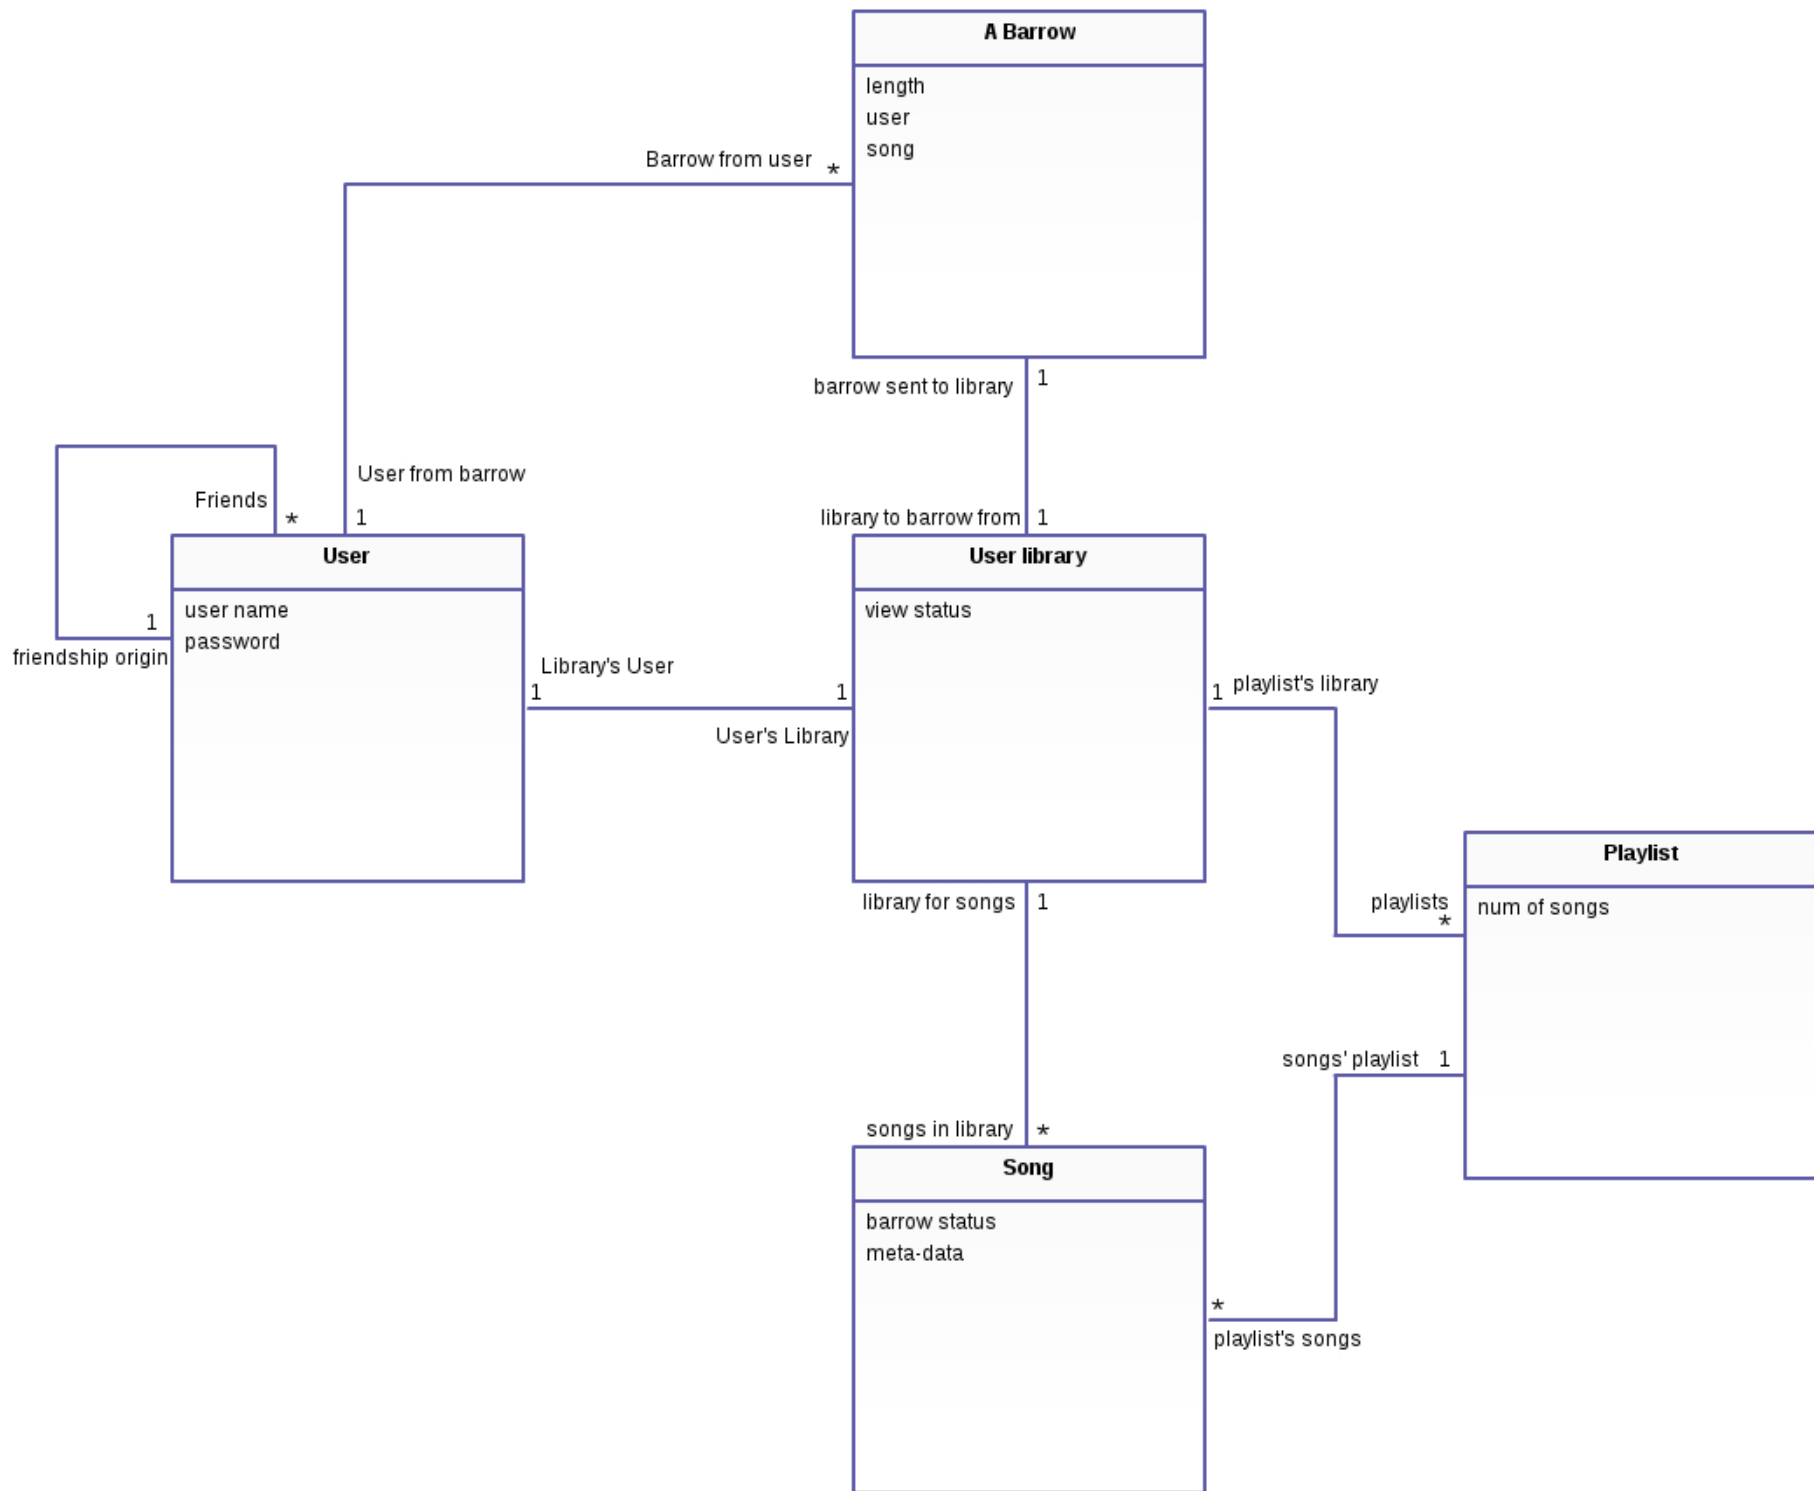 A Barrow
length
user
song
Barrow from user
*
barrow sent to library
1
User from barrow
1
Friends
*
library to barrow from
1
User
user name
password
1
friendship origin
User library
view status
Library's User
1
1
User's Library
1
playlist's library
Playlist
num of songs
playlists
*
library for songs
1
songs' playlist
1
songs in library
*
Song
barrow status
meta-data
*
playlist's songs